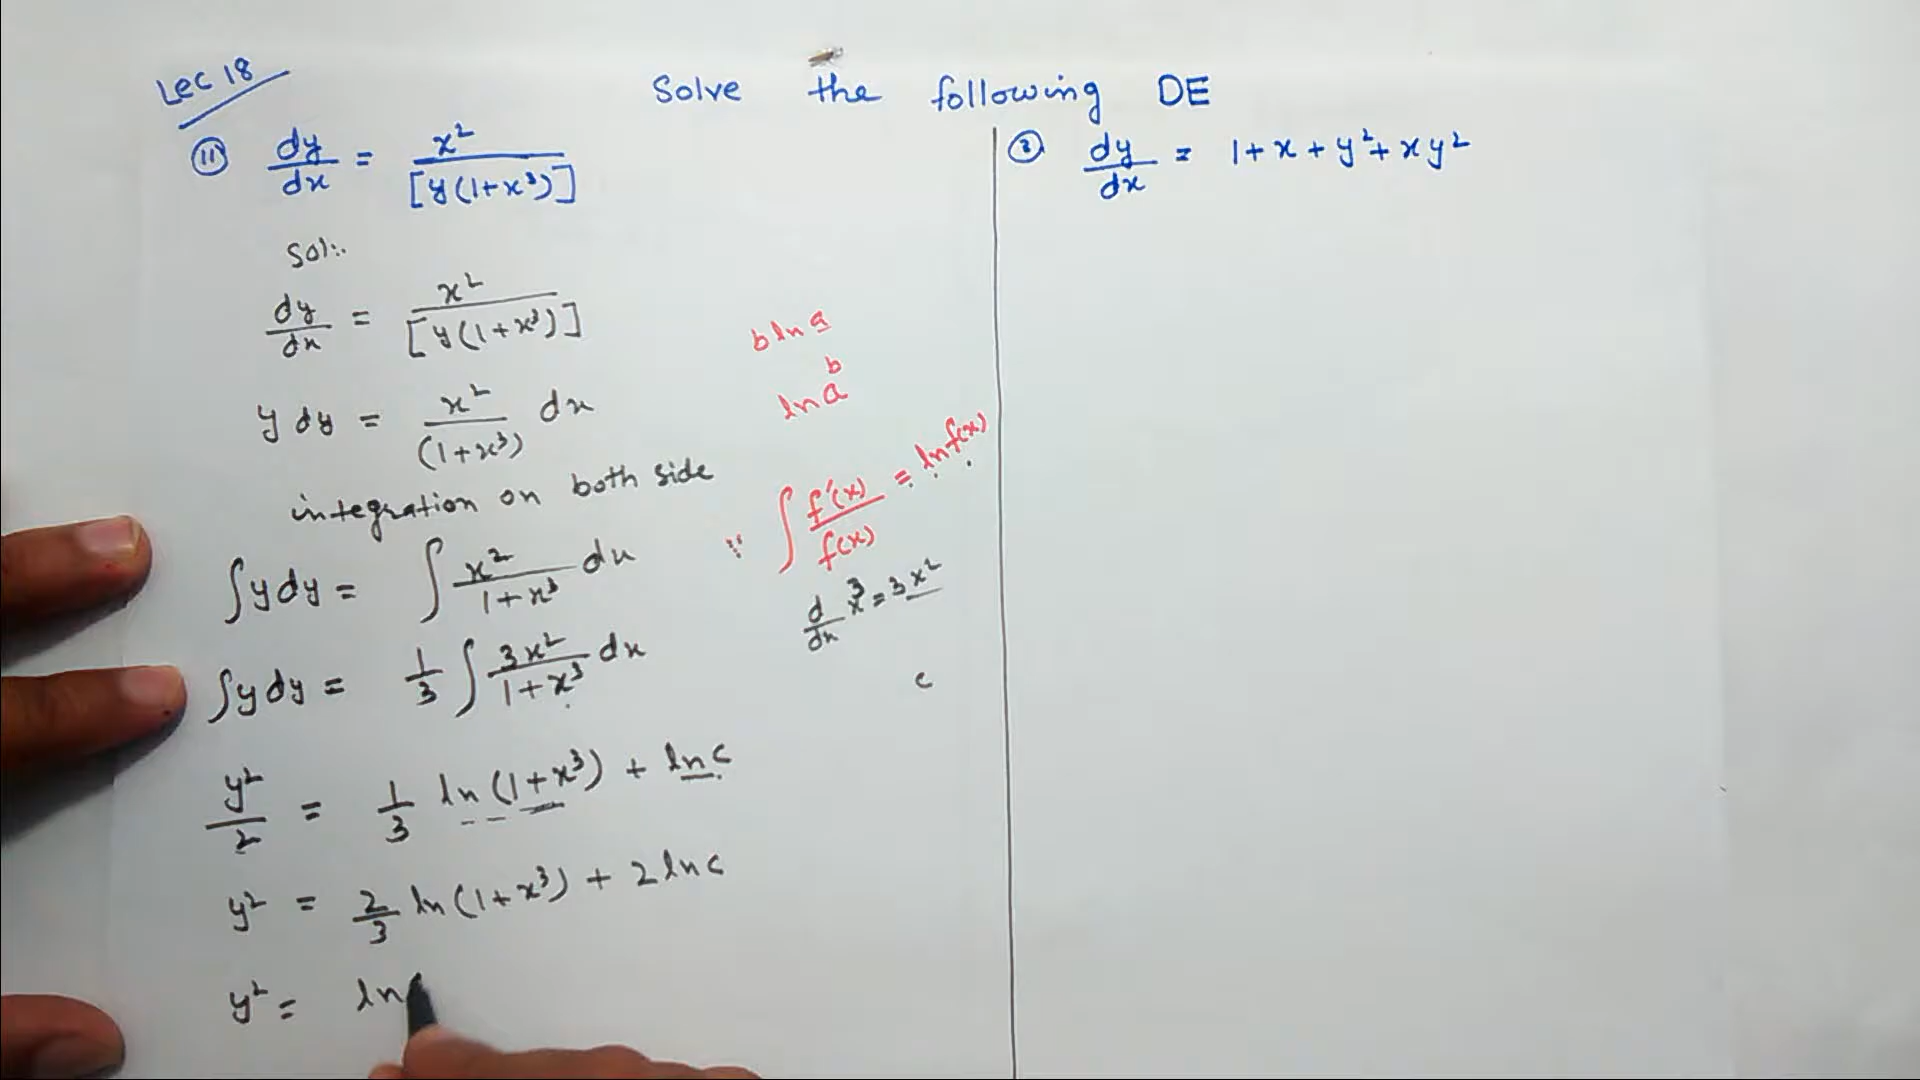 Lec 18
Solve the following DE
(11) dy/dx = x²/[y(1+x³)]
Sol:.
dy/dx = x²/[y(1+x³)]
y dy = x²/(1+x³) dx
integration on both side
∫y dy = ∫ x²/1+x³ dx
∫y dy = 1/3 ∫ 3x²/1+x³ dx
y²/2 = 1/3 ln(1+x³) + ln c
y² = 2/3 ln(1+x³) + 2 ln c
y² = ln
b ln a
ln a^b
∵ ∫ f'(x)/f(x) = ln f(x)
d/dx x³ = 3x²
c
② dy/dx = 1+x+y²+xy²